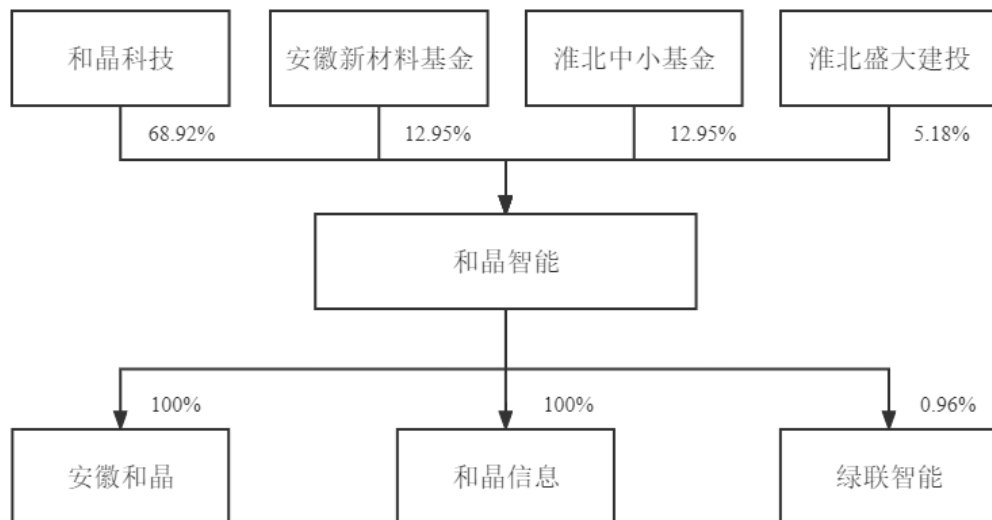 和晶科技
安徽新材料基金
淮北中小基金
淮北盛大建投
68.92%
12.95%
12.95%
5.18%
和晶智能
100%
100%
0.96%
安徽和晶
和晶信息
绿联智能